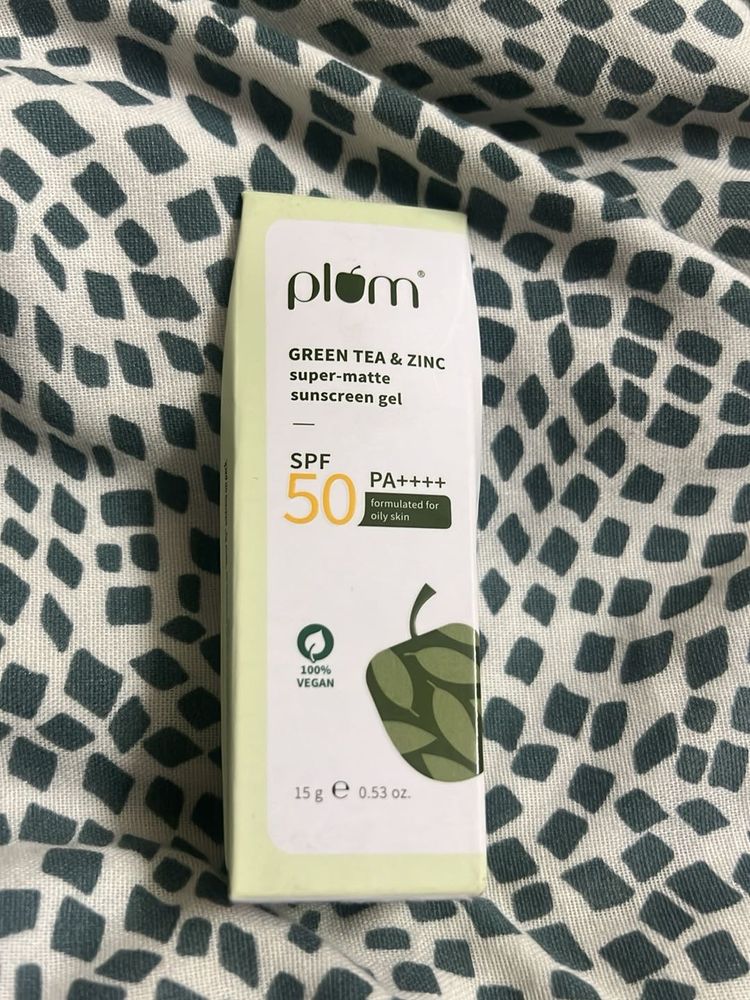 plum®
GREEN TEA & ZINC
super-matte
sunscreen gel
SPF
50
PA++++
formulated for
oily skin
100%
VEGAN
15 g ℮ 0.53 oz.